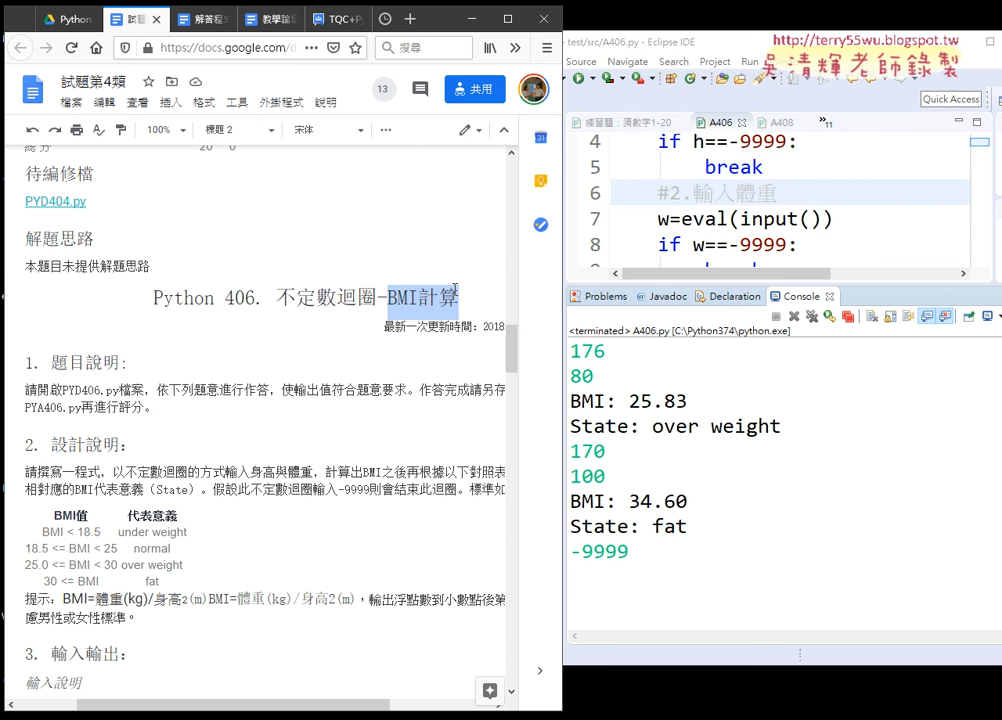 Python
試題
解答程
教學論
TQC+P
https://docs.google.com/
搜尋
試題第4類
檔案 編輯 查看 插入 格式 工具 外掛程式 說明
13
共用
100% 標題 2 宋体
待編修檔
PYD404.py
解題思路
本題目未提供解題思路
Python 406. 不定數迴圈-BMI計算
最新一次更新時間: 2018
1. 題目說明:
請開啟PYD406.py檔案，依下列題意進行作答，使輸出值符合題意要求。作答完成請另存
PYA406.py再進行評分。
2. 設計說明:
請撰寫一程式，以不定數迴圈的方式輸入身高與體重，計算出BMI之後再根據以下對照表
相對應的BMI代表意義（State）。假設此不定數迴圈輸入-9999則會結束此迴圈。標準如
BMI值 代表意義
BMI < 18.5 under weight
18.5 <= BMI < 25 normal
25.0 <= BMI < 30 over weight
30 <= BMI fat
提示: BMI=體重(kg)/身高2(m)BMI=體重(kg)/身高2(m)，輸出浮點數到小數點後第
慮男性或女性標準。
3. 輸入輸出:
輸入說明
test/src/A406.py - Eclipse IDE
http://terry55wu.blogspot.tw
吳清輝老師錄製
Source Navigate Search Project Run
Quick Access
練習題：猜數字1-20 A406 A408 11
4 if h==-9999:
5 break
6 #2.輸入體重
7 w=eval(input())
8 if w==-9999:
Problems Javadoc Declaration Console
<terminated> A406.py [C:\Python374\python.exe]
176
80
BMI: 25.83
State: over weight
170
100
BMI: 34.60
State: fat
-9999